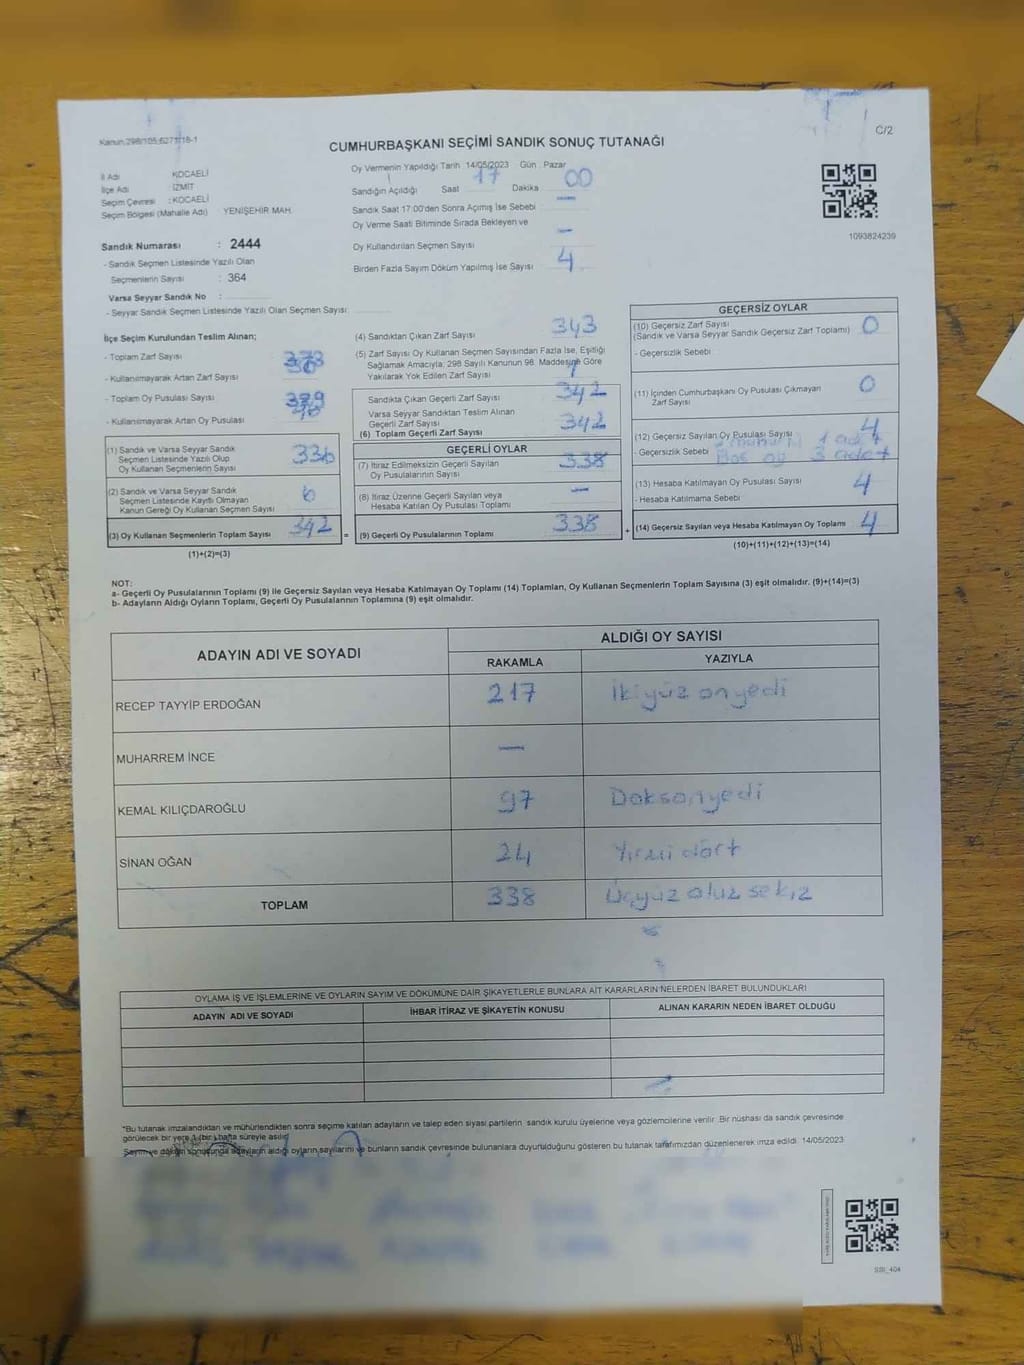 Kanun:298/105;6271/18-1
C/2
CUMHURBAŞKANI SEÇİMİ SANDIK SONUÇ TUTANAĞI
İl Adı KOCAELİ
İlçe Adı : İZMİT
Seçim Çevresi : KOCAELİ
Seçim Bölgesi (Mahalle Adı) YENİŞEHİR MAH.
Oy Vermenin Yapıldığı Tarih 14/05/2023 Gün : Pazar
Sandığın Açıldığı Saat 17 Dakika 00
Sandık Saat 17:00'den Sonra Açımış İse Sebebi —
Oy Verme Saati Bitiminde Sırada Bekleyen ve
Oy Kullandırılan Seçmen Sayısı —
Birden Fazla Sayım Döküm Yapılmış İse Sayısı 4
1093824239
Sandık Numarası : 2444
- Sandık Seçmen Listesinde Yazılı Olan
Seçmenlerin Sayısı : 364
Varsa Seyyar Sandık No :
- Seyyar Sandık Seçmen Listesinde Yazılı Olan Seçmen Sayısı:
İlçe Seçim Kurulundan Teslim Alınan;
- Toplam Zarf Sayısı
- Kullanılmayarak Artan Zarf Sayısı
- Toplam Oy Pusulası Sayısı
- Kullanılmayarak Artan Oy Pusulası
(1) Sandık ve Varsa Seyyar Sandık
Seçmen Listesinde Yazılı Olup
Oy Kullanan Seçmenlerin Sayısı 336
(2) Sandık ve Varsa Seyyar Sandık
Seçmen Listesinde Kayıtlı Olmayan
Kanun Gereği Oy Kullanan Seçmen Sayısı 6
(3) Oy Kullanan Seçmenlerin Toplam Sayısı 342 =
(1)+(2)=(3)
(4) Sandıktan Çıkan Zarf Sayısı 343
(5) Zarf Sayısı Oy Kullanan Seçmen Sayısından Fazla İse, Eşitliği
Sağlamak Amacıyla; 298 Sayılı Kanunun 98. Maddesine Göre
Yakılarak Yok Edilen Zarf Sayısı 1
Sandıkta Çıkan Geçerli Zarf Sayısı 342
Varsa Seyyar Sandıktan Teslim Alınan
Geçerli Zarf Sayısı
(6) Toplam Geçerli Zarf Sayısı 342
GEÇERLİ OYLAR
(7) İtiraz Edilmeksizin Geçerli Sayılan
Oy Pusulalarının Sayısı 338
(8) İtiraz Üzerine Geçerli Sayılan veya
Hesaba Katılan Oy Pusulası Toplamı —
(9) Geçerli Oy Pusulalarının Toplamı 338 +
GEÇERSİZ OYLAR
(10) Geçersiz Zarf Sayısı
(Sandık ve Varsa Seyyar Sandık Geçersiz Zarf Toplamı) 0
- Geçersizlik Sebebi
(11) İçinden Cumhurbaşkanı Oy Pusulası Çıkmayan
Zarf Sayısı 0
(12) Geçersiz Sayılan Oy Pusulası Sayısı 4
- Geçersizlik Sebebi 1 adet
Boş oy 3 adet
(13) Hesaba Katılmayan Oy Pusulası Sayısı 4
- Hesaba Katılmama Sebebi
(14) Geçersiz Sayılan veya Hesaba Katılmayan Oy Toplamı 4
(10)+(11)+(12)+(13)=(14)
NOT:
a- Geçerli Oy Pusulalarının Toplamı (9) ile Geçersiz Sayılan veya Hesaba Katılmayan Oy Toplamı (14) Toplamları, Oy Kullanan Seçmenlerin Toplam Sayısına (3) eşit olmalıdır. (9)+(14)=(3)
b- Adayların Aldığı Oyların Toplamı, Geçerli Oy Pusulalarının Toplamına (9) eşit olmalıdır.
ADAYIN ADI VE SOYADI ALDIĞI OY SAYISI
RAKAMLA YAZIYLA
RECEP TAYYİP ERDOĞAN 217 ikiyüz onyedi
MUHARREM İNCE —
KEMAL KILIÇDAROĞLU 97 Doksanyedi
SİNAN OĞAN 24 Yirmi dört
TOPLAM 338 Üçyüz otuz sekiz
OYLAMA İŞ VE İŞLEMLERİNE VE OYLARIN SAYIM VE DÖKÜMÜNE DAİR ŞİKAYETLERLE BUNLARA AİT KARARLARIN NELERDEN İBARET BULUNDUKLARI
ADAYIN ADI VE SOYADI İHBAR İTİRAZ VE ŞİKAYETİN KONUSU ALINAN KARARIN NEDEN İBARET OLDUĞU
"Bu tutanak imzalandıktan ve mühürlendikten sonra seçime katılan adayların ve talep eden siyasi partilerin sandık kurulu üyelerine veya gözlemcilerine verilir. Bir nüshası da sandık çevresinde
görülecek bir yere 1 (bir) hafta süreyle asılır.
Sayım ve döküm sonucunda adayların aldığı oyların sayılarını ve bunların sandık çevresinde bulunanlara duyurulduğunu gösteren bu tutanak tarafımızdan düzenlenerek imza edildi. 14/05/2023
SSI_404